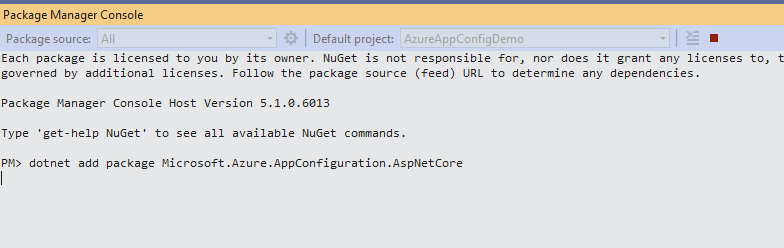 Package Manager Console
Package source: All Default project: AzureAppConfigDemo
Each package is licensed to you by its owner. NuGet is not responsible for, nor does it grant any licenses to, t
governed by additional licenses. Follow the package source (feed) URL to determine any dependencies.
Package Manager Console Host Version 5.1.0.6013
Type 'get-help NuGet' to see all available NuGet commands.
PM> dotnet add package Microsoft.Azure.AppConfiguration.AspNetCore